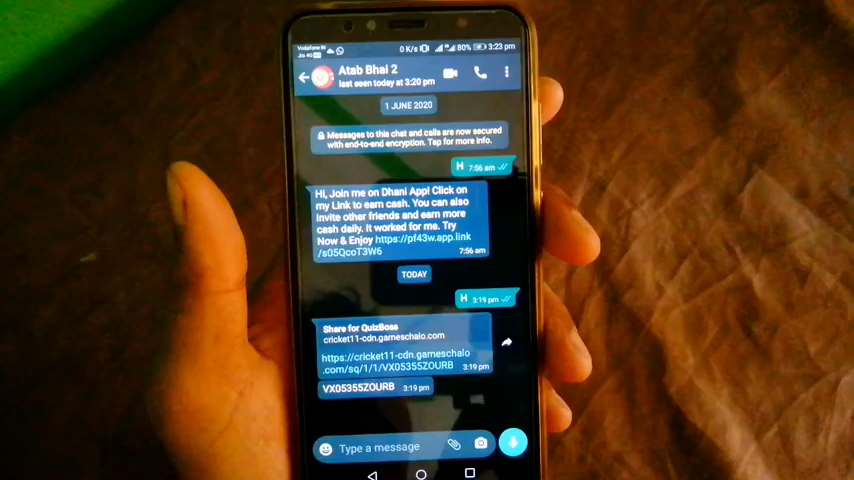 Vodafone IN
Jio 4G
0 K/s 80% 3:23 pm
Atab Bhai 2
last seen today at 3:20 pm
1 JUNE 2020
Messages to this chat and calls are now secured
with end-to-end encryption. Tap for more info.
H 7:56 am
Hi, Join me on Dhani App! Click on
my Link to earn cash. You can also
invite other friends and earn more
cash daily. It worked for me. Try
Now & Enjoy https://pf43w.app.link
/s05QcoT3W6 7:56 am
TODAY
H 3:19 pm
Share for QuizBoss
cricket11-cdn.gameschalo.com
https://cricket11-cdn.gameschalo
.com/sq/1/1/VX05355ZOURB 3:19 pm
VX05355ZOURB 3:19 pm
Type a message